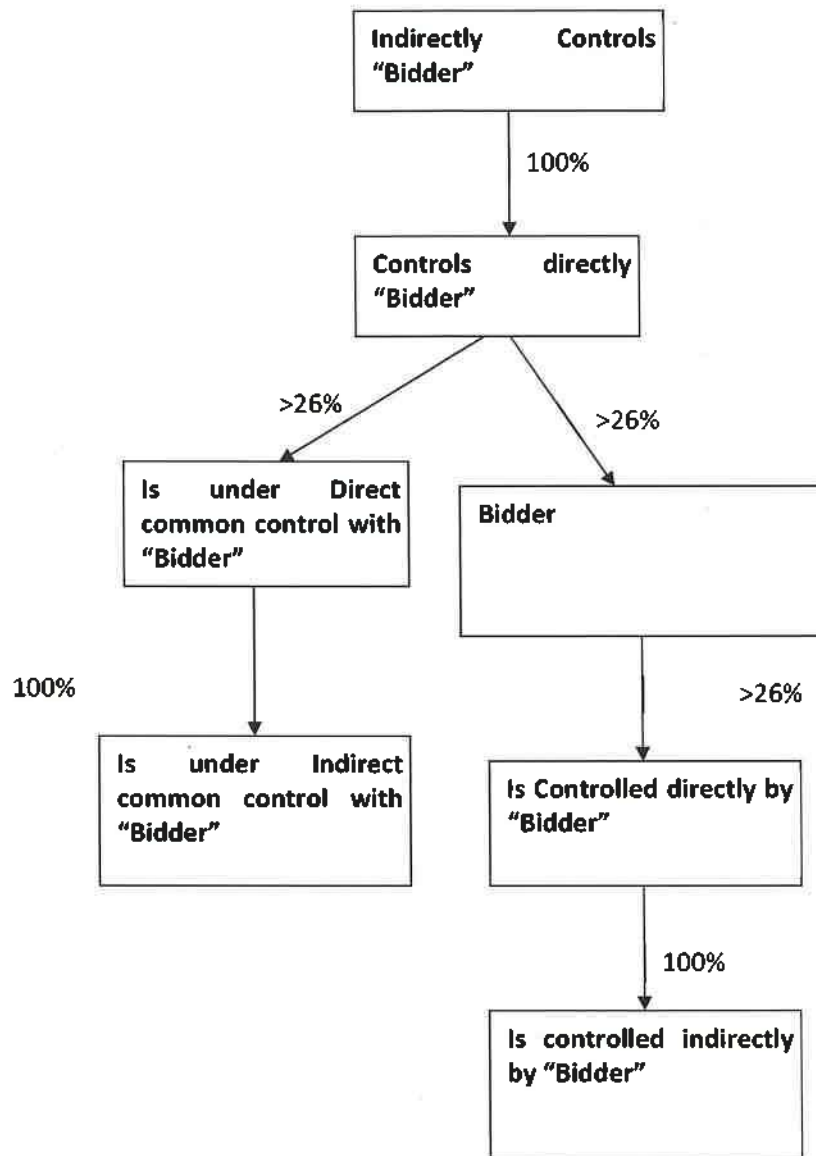 Indirectly Controls
“Bidder”
100%
Controls directly
“Bidder”
>26%
>26%
Is under Direct
common control with
“Bidder”
Bidder
100%
>26%
Is under Indirect
common control with
“Bidder”
Is Controlled directly by
“Bidder”
100%
Is controlled indirectly
by “Bidder”